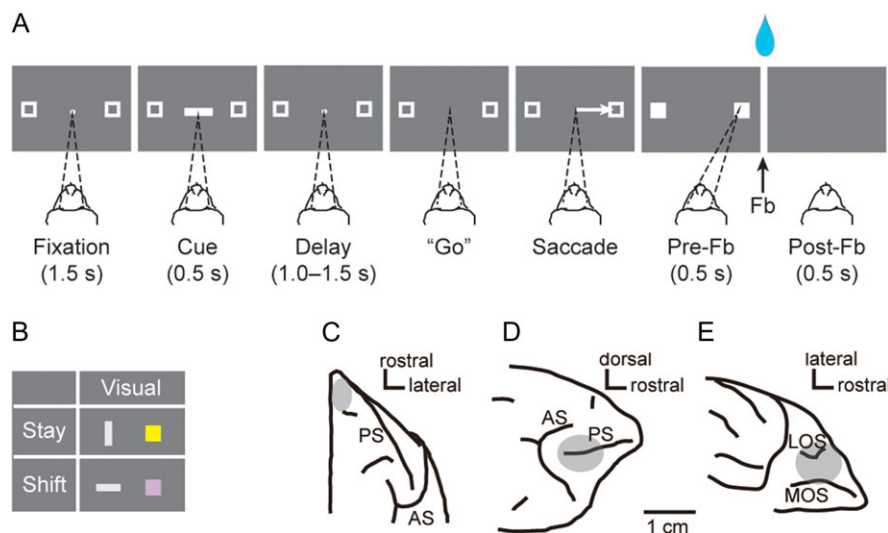 A
Fixation
(1.5 s)
Cue
(0.5 s)
Delay
(1.0–1.5 s)
"Go"
Saccade
Pre-Fb
(0.5 s)
Fb
Post-Fb
(0.5 s)
B
Visual
Stay
Shift
C
rostral
lateral
PS
AS
D
dorsal
rostral
AS
PS
1 cm
E
lateral
rostral
LOS
MOS